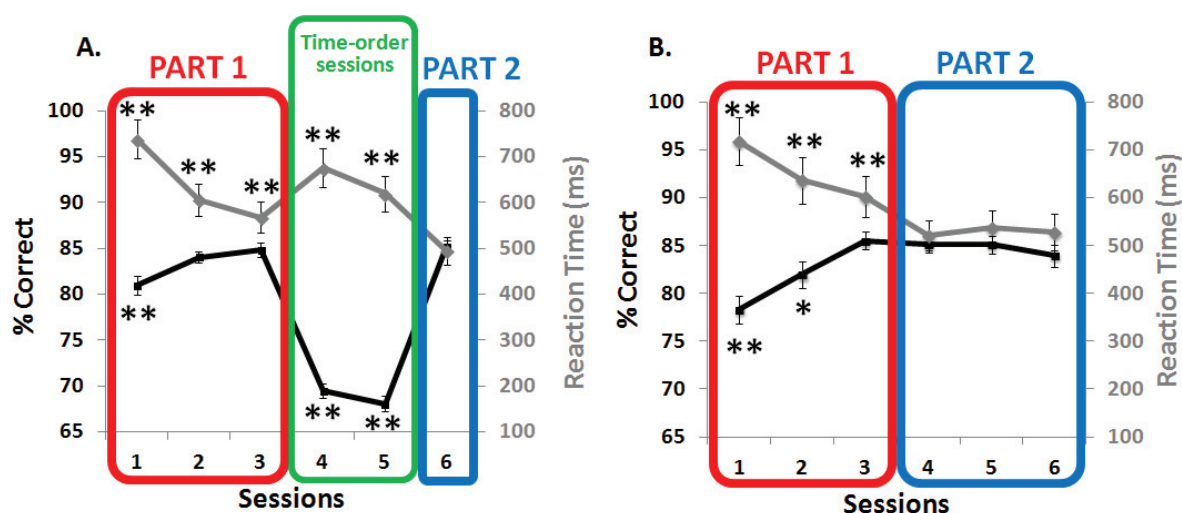 A.
Time-order
sessions
PART 1
PART 2
% Correct
100
95
90
85
80
75
70
65
**
**
**
**
**
**
**
**
800
700
600
500
400
300
200
100
Reaction Time (ms)
1 2 3 4 5 6
Sessions
B.
PART 1
PART 2
% Correct
100
95
90
85
80
75
70
65
**
**
**
**
*
800
700
600
500
400
300
200
100
Reaction Time (ms)
1 2 3 4 5 6
Sessions